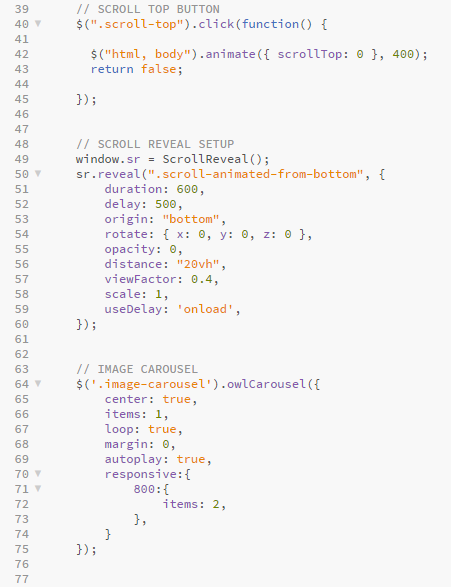 39 // SCROLL TOP BUTTON
40 $(".scroll-top").click(function() {
41
42 $("html, body").animate({ scrollTop: 0 }, 400);
43 return false;
44
45 });
46
47
48 // SCROLL REVEAL SETUP
49 window.sr = ScrollReveal();
50 sr.reveal(".scroll-animated-from-bottom", {
51 duration: 600,
52 delay: 500,
53 origin: "bottom",
54 rotate: { x: 0, y: 0, z: 0 },
55 opacity: 0,
56 distance: "20vh",
57 viewFactor: 0.4,
58 scale: 1,
59 useDelay: 'onload',
60 });
61
62
63 // IMAGE CAROUSEL
64 $('.image-carousel').owlCarousel({
65 center: true,
66 items: 1,
67 loop: true,
68 margin: 0,
69 autoplay: true,
70 responsive:{
71 800:{
72 items: 2,
73 },
74 }
75 });
76
77